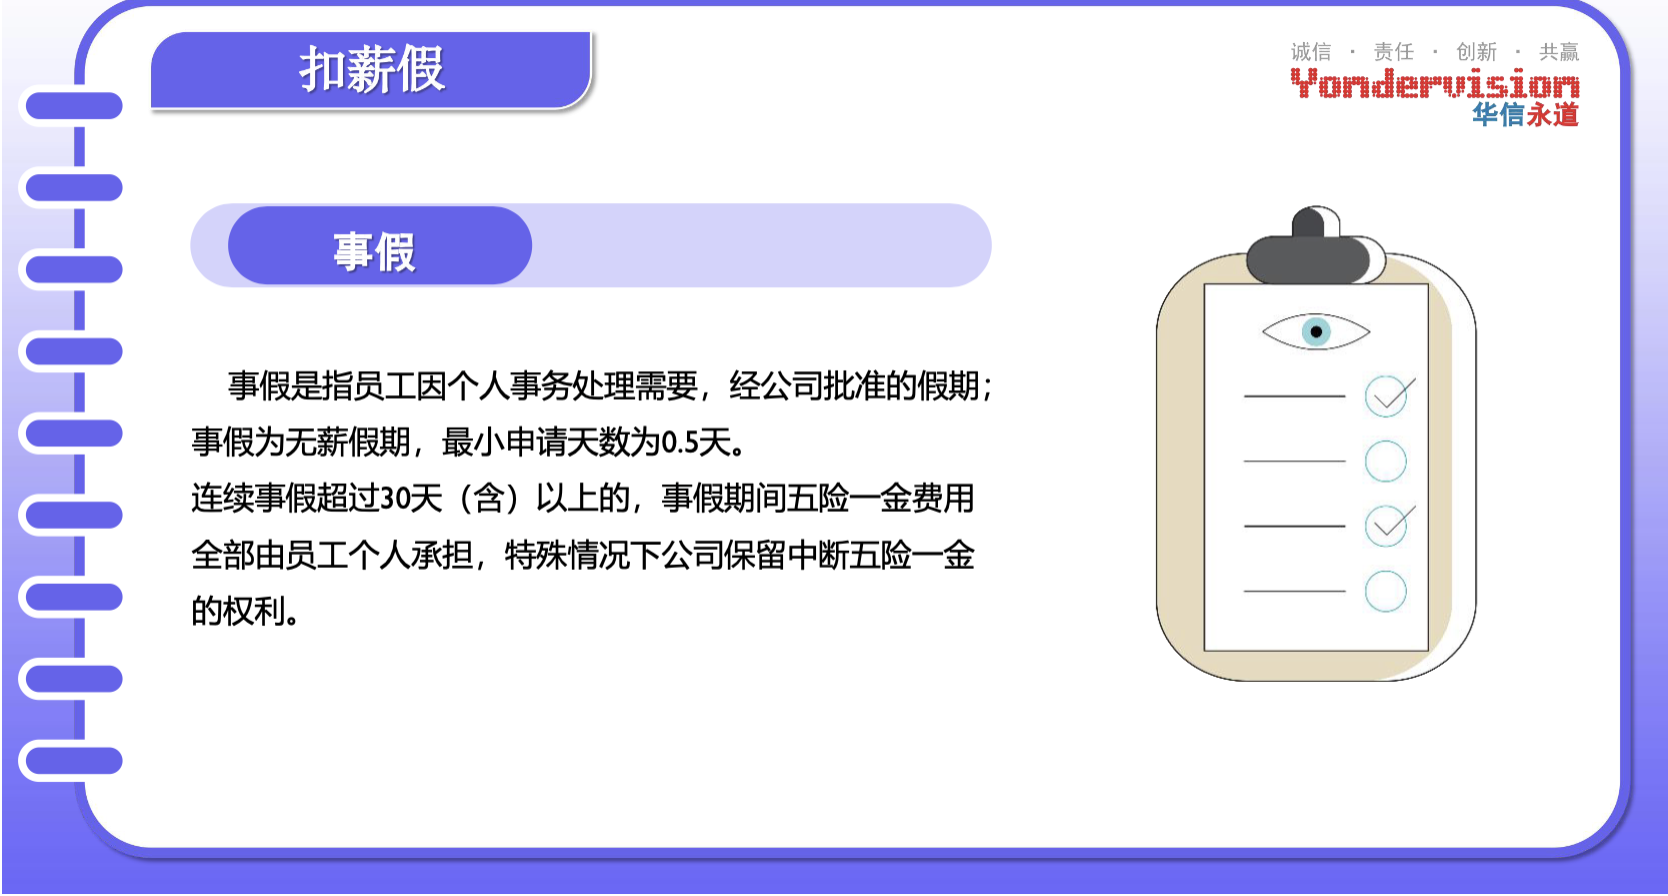 扣薪假
诚信 · 责任 · 创新 · 共赢
Yondervision
华信永道
事假
事假是指员工因个人事务处理需要，经公司批准的假期；
事假为无薪假期，最小申请天数为0.5天。
连续事假超过30天（含）以上的，事假期间五险一金费用
全部由员工个人承担，特殊情况下公司保留中断五险一金
的权利。